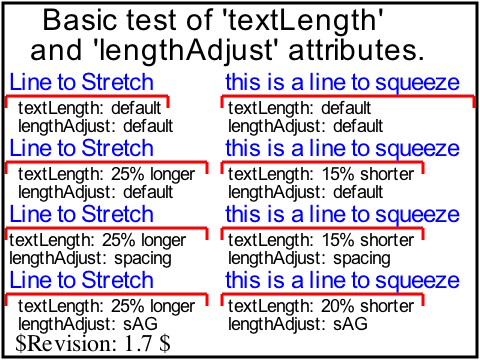 Basic test of 'textLength'
and 'lengthAdjust' attributes.
Line to Stretch
this is a line to squeeze
textLength: default
lengthAdjust: default
textLength: default
lengthAdjust: default
Line to Stretch
this is a line to squeeze
textLength: 25% longer
lengthAdjust: default
textLength: 15% shorter
lengthAdjust: default
Line to Stretch
this is a line to squeeze
textLength: 25% longer
lengthAdjust: spacing
textLength: 15% shorter
lengthAdjust: spacing
Line to Stretch
this is a line to squeeze
textLength: 25% longer
lengthAdjust: sAG
textLength: 20% shorter
lengthAdjust: sAG
$Revision: 1.7 $